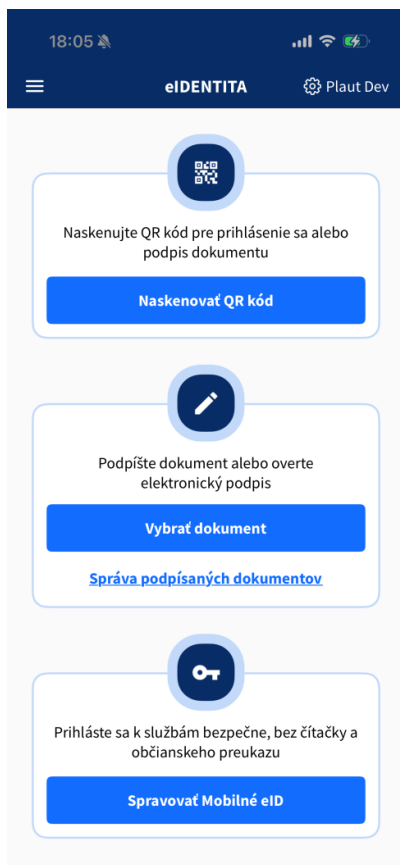 18:05
eIDENTITA
Plaut Dev
Naskenujte QR kód pre prihlásenie sa alebo
podpis dokumentu
Naskenovať QR kód
Podpíšte dokument alebo overte
elektronický podpis
Vybrať dokument
Správa podpísaných dokumentov
Prihláste sa k službám bezpečne, bez čítačky a
občianskeho preukazu
Spravovať Mobilné eID